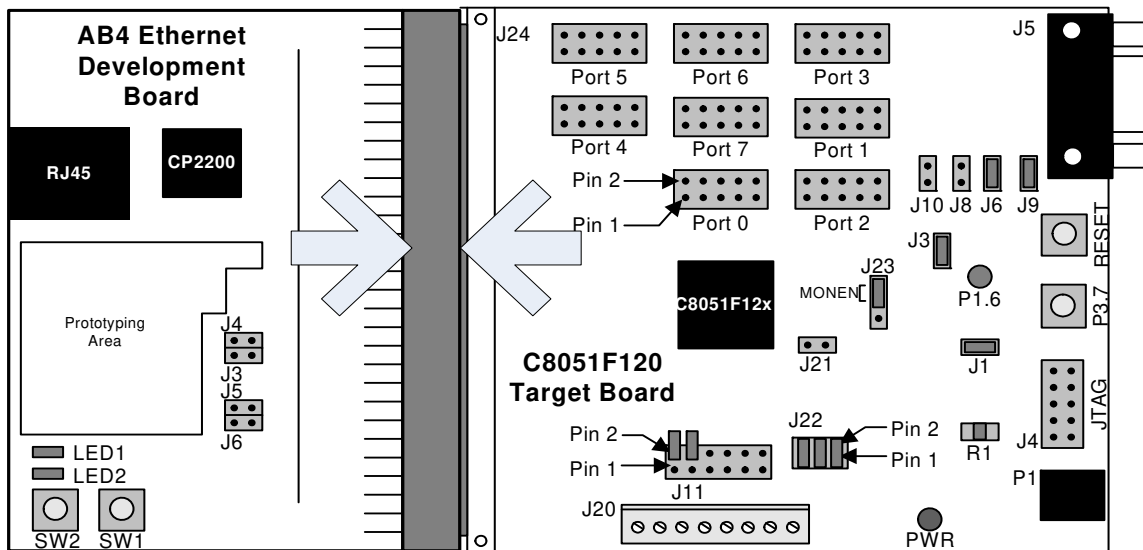 AB4 Ethernet
Development
Board
RJ45
CP2200
Prototyping
Area
J4
J3
J5
J6
LED1
LED2
SW2
SW1
J24
Port 5
Port 6
Port 3
J5
Port 4
Port 7
Port 1
Pin 2
Pin 1
Port 0
Port 2
J10
J8
J6
J9
RESET
J3
J23
MONEN
P1.6
P3.7
C8051F12x
J21
J1
C8051F120
Target Board
JTAG
J4
J22
Pin 2
Pin 1
Pin 2
Pin 1
R1
J11
P1
J20
PWR